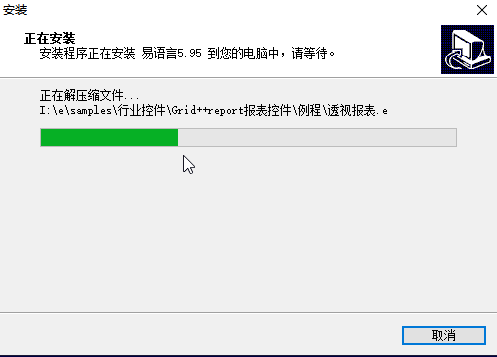 安装
正在安装
安装程序正在安装 易语言5.95 到您的电脑中，请等待。
正在解压缩文件...
I:\e\samples\行业控件\Grid++report报表控件\例程\透视报表.e
取消